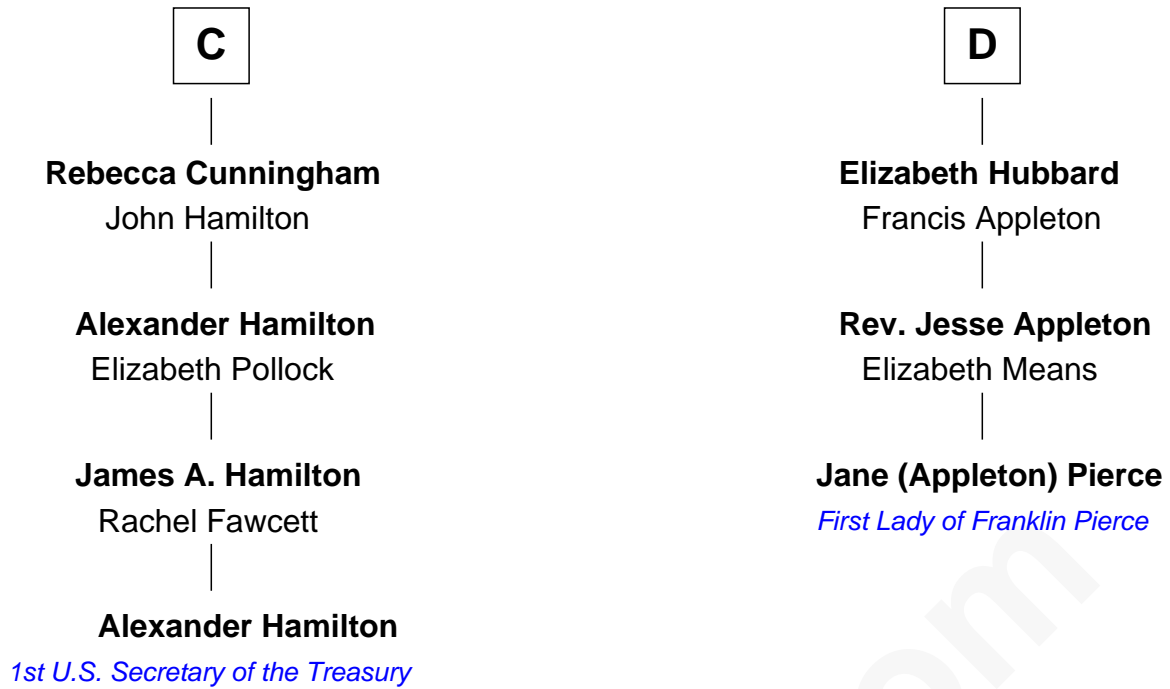 C
Rebecca Cunningham
John Hamilton
Alexander Hamilton
Elizabeth Pollock
James A. Hamilton
Rachel Fawcett
Alexander Hamilton
1st U.S. Secretary of the Treasury
D
Elizabeth Hubbard
Francis Appleton
Rev. Jesse Appleton
Elizabeth Means
Jane (Appleton) Pierce
First Lady of Franklin Pierce
om